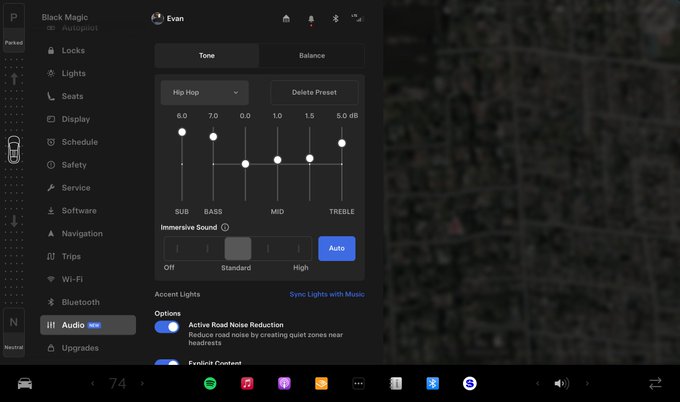 P
Parked
N
Neutral
Black Magic
Autopilot
Locks
Lights
Seats
Display
Schedule
Safety
Service
Software
Navigation
Trips
Wi-Fi
Bluetooth
Audio NEW
Upgrades
Evan
LTE
Tone Balance
Hip Hop Delete Preset
6.0 7.0 0.0 1.0 1.5 5.0 dB
SUB BASS MID TREBLE
Immersive Sound
Auto
Off Standard High
Accent Lights Sync Lights with Music
Options
Active Road Noise Reduction
Reduce road noise by creating quiet zones near
headrests
Explicit Content
74